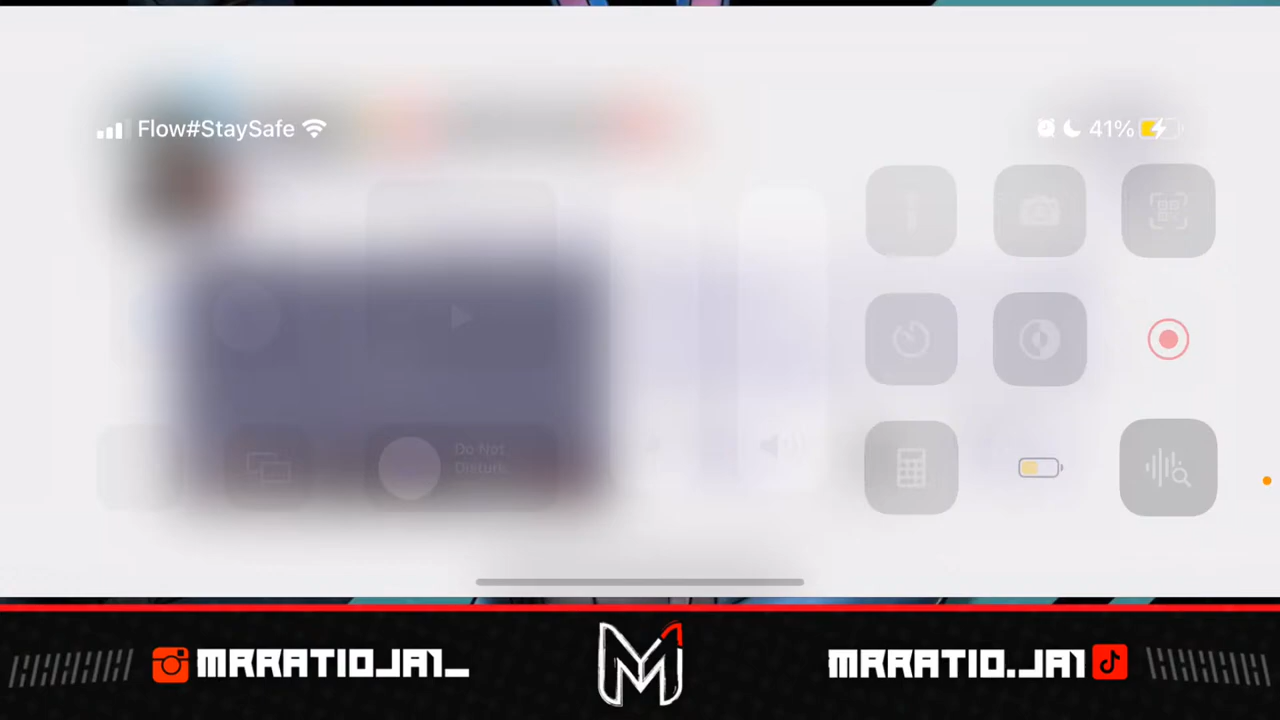 Flow#StaySafe
41%
Do Not
Disturb
MRRATIOJA1_
MRRATIO.JA1